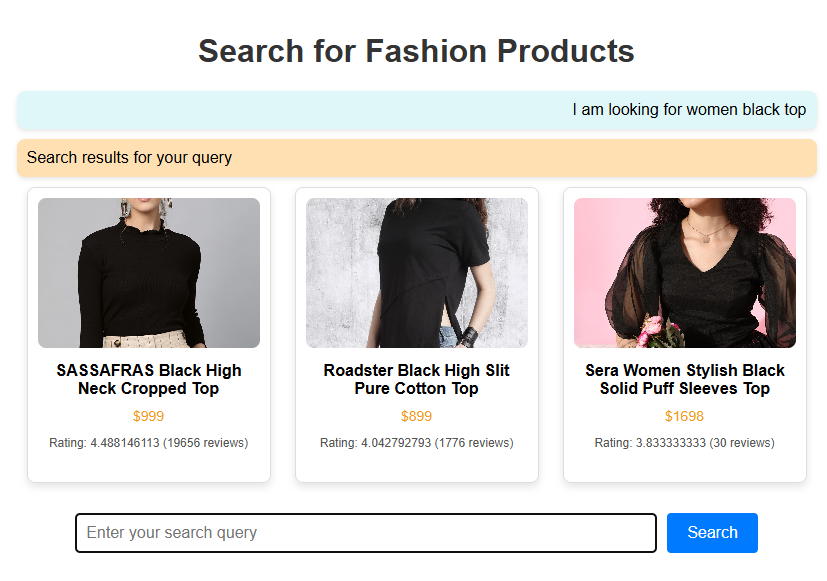 Search for Fashion Products
I am looking for women black top
Search results for your query
SASSAFRAS Black High
Neck Cropped Top
$999
Rating: 4.488146113 (19656 reviews)
Roadster Black High Slit
Pure Cotton Top
$899
Rating: 4.042792793 (1776 reviews)
Sera Women Stylish Black
Solid Puff Sleeves Top
$1698
Rating: 3.833333333 (30 reviews)
Enter your search query
Search